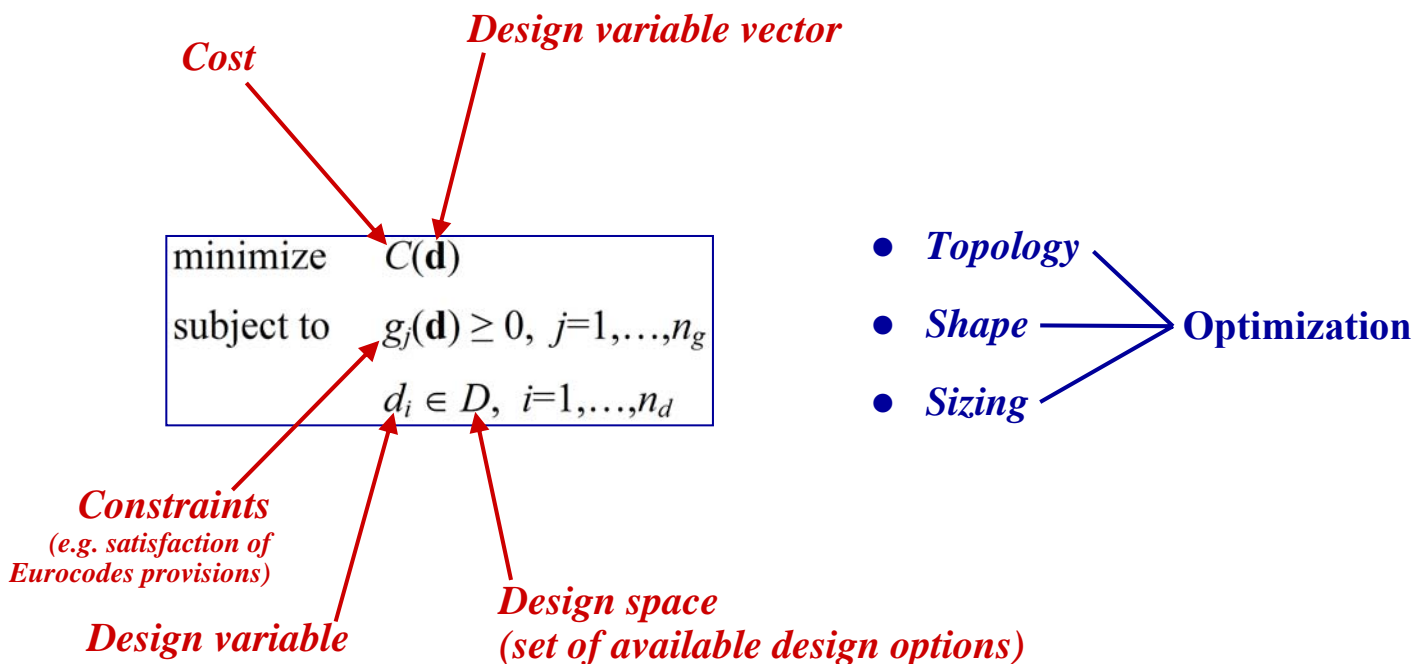 Design variable vector
Cost
minimize C(d)
subject to g_j(d) ≥ 0, j=1,…,n_g
d_i ∈ D, i=1,…,n_d
● Topology
● Shape
● Sizing
Optimization
Constraints
(e.g. satisfaction of
Eurocodes provisions)
Design variable
Design space
(set of available design options)